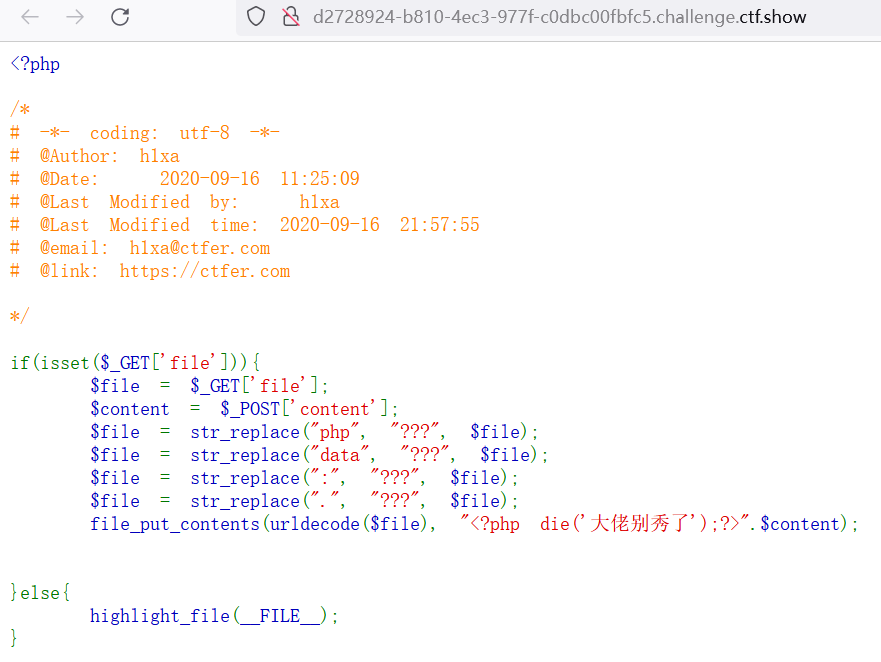 d2728924-b810-4ec3-977f-c0dbc00fbfc5.challenge.ctf.show
<?php
/*
# -*- coding: utf-8 -*-
# @Author: hlxa
# @Date:   2020-09-16 11:25:09
# @Last Modified by:   hlxa
# @Last Modified time: 2020-09-16 21:57:55
# @email: hlxa@ctfer.com
# @link: https://ctfer.com
*/
if(isset($_GET['file'])){
    $file = $_GET['file'];
    $content = $_POST['content'];
    $file = str_replace("php", "???", $file);
    $file = str_replace("data", "???", $file);
    $file = str_replace(":", "???", $file);
    $file = str_replace(".", "???", $file);
    file_put_contents(urldecode($file), "<?php die('大佬别秀了');?>".$content);
}else{
    highlight_file(__FILE__);
}